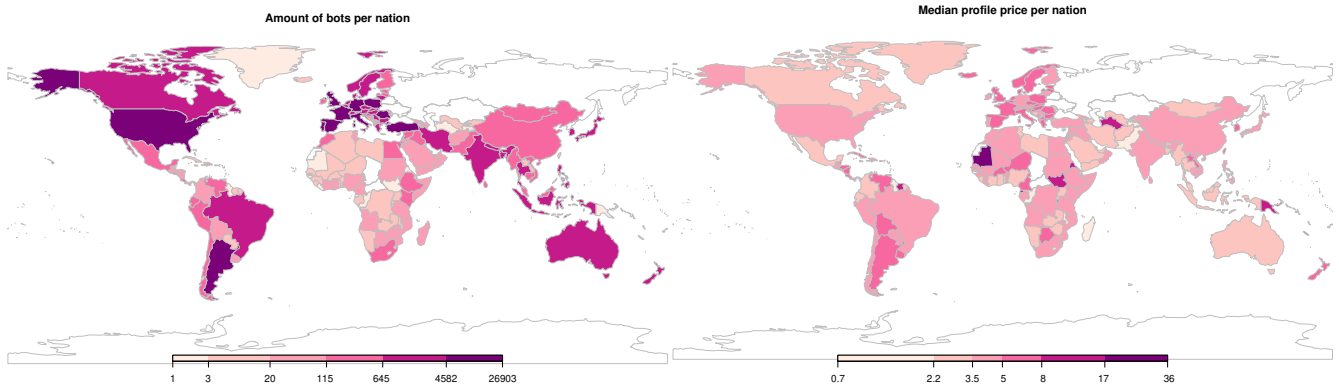 Amount of bots per nation
1 3 20 115 645 4582 26903
Median profile price per nation
0.7 2.2 3.5 5 8 17 36